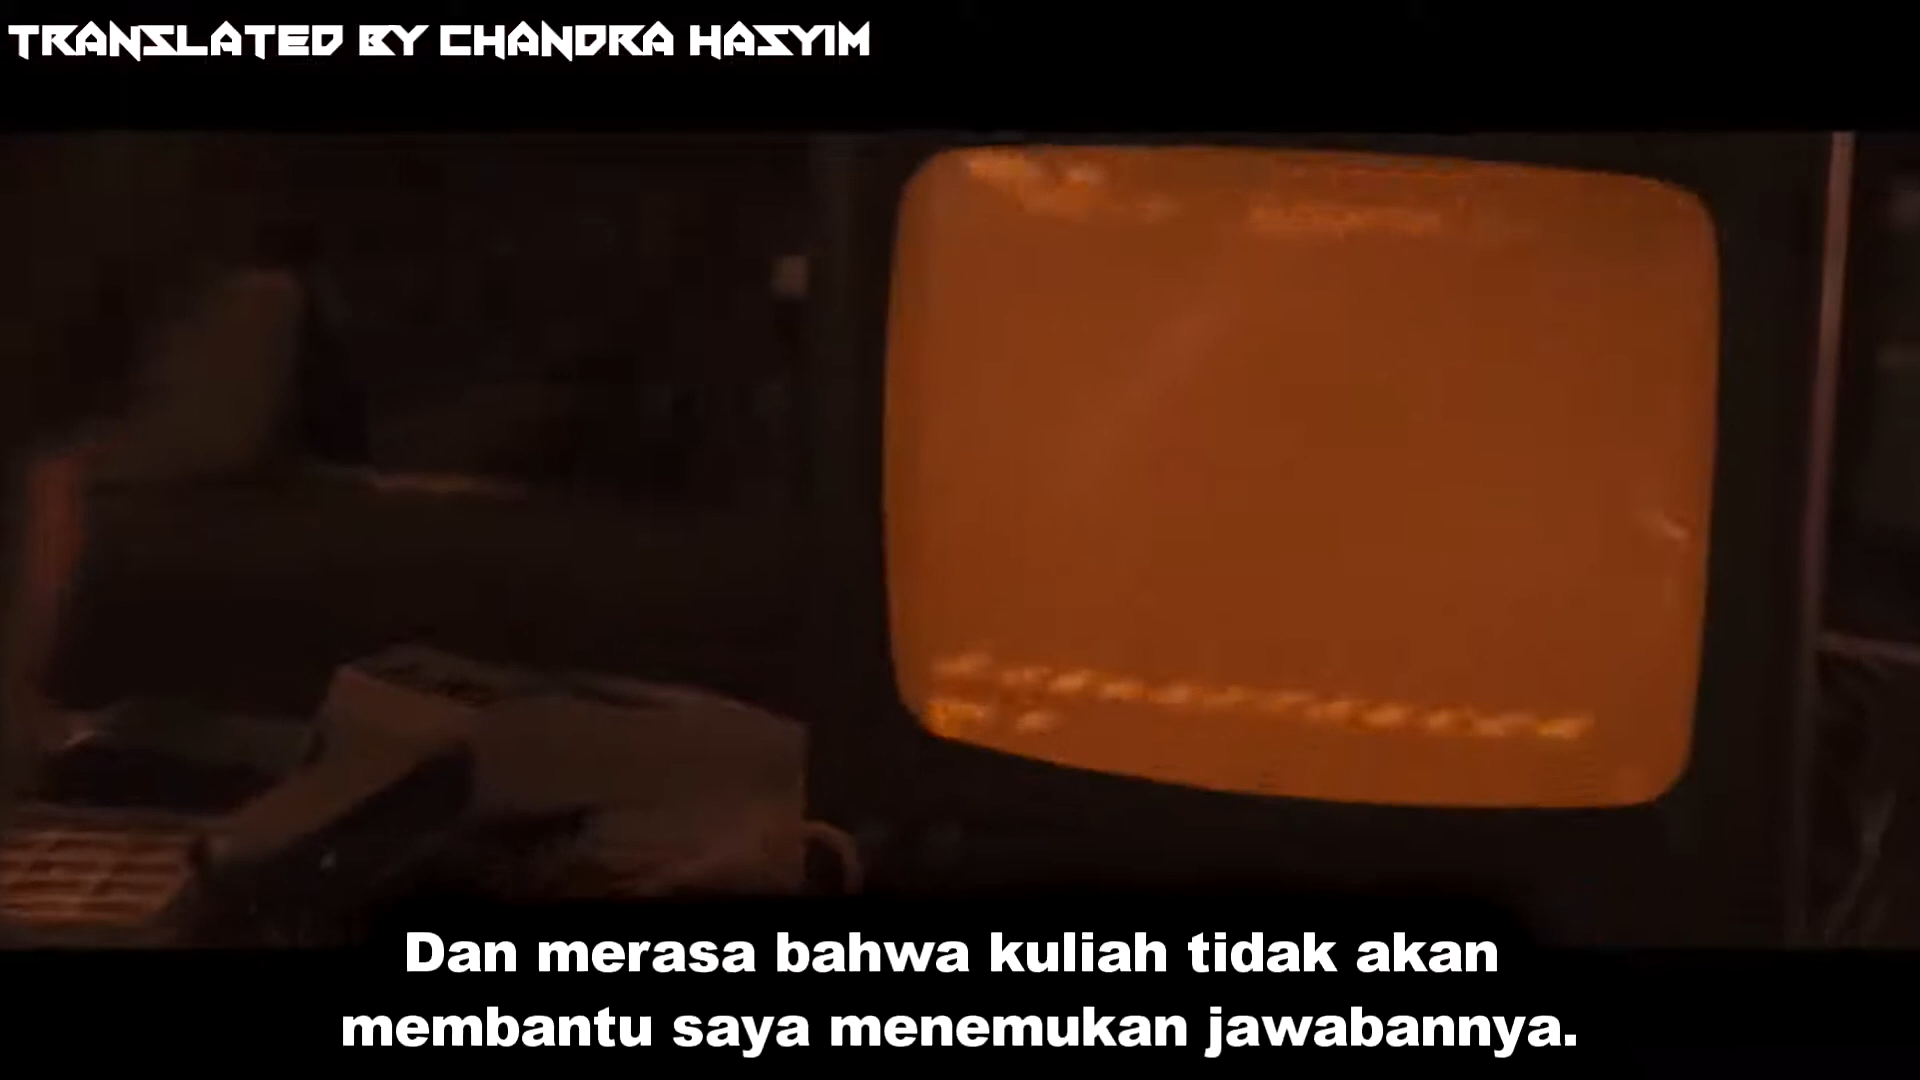 TRANSLATED BY CHANDRA HASYIM
Dan merasa bahwa kuliah tidak akan
membantu saya menemukan jawabannya.